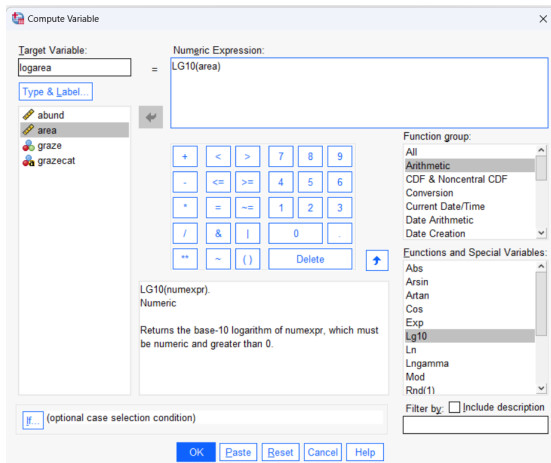 Compute Variable
Target Variable:
logarea
=
Numeric Expression:
LG10(area)
Type & Label...
abund
area
graze
grazecat
+ < > 7 8 9
- <= >= 4 5 6
* = ~= 1 2 3
/ & | 0 .
** ~ ( ) Delete
Function group:
All
Arithmetic
CDF & Noncentral CDF
Conversion
Current Date/Time
Date Arithmetic
Date Creation
LG10(numexpr).
Numeric
Returns the base-10 logarithm of numexpr, which must
be numeric and greater than 0.
Functions and Special Variables:
Abs
Arsin
Artan
Cos
Exp
Lg10
Ln
Lngamma
Mod
Rnd(1)
If... (optional case selection condition)
Filter by: Include description
OK Paste Reset Cancel Help